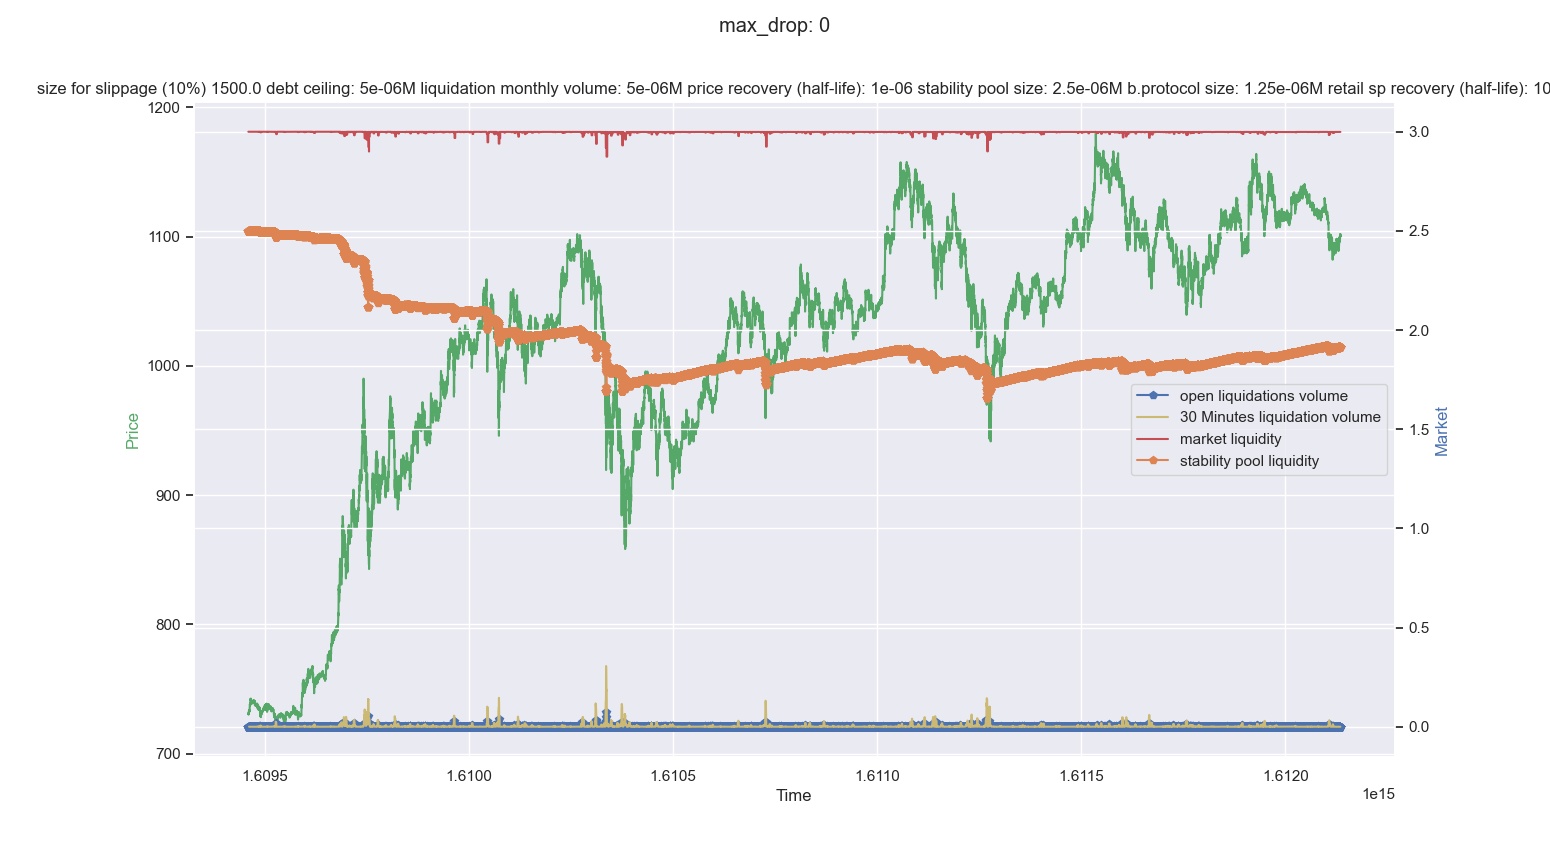 max_drop: 0
size for slippage (10%) 1500.0 debt ceiling: 5e-06M liquidation monthly volume: 5e-06M price recovery (half-life): 1e-06 stability pool size: 2.5e-06M b.protocol size: 1.25e-06M retail sp recovery (half-life): 10
1200
1100
1000
900
800
700
Price
3.0
2.5
2.0
1.5
1.0
0.5
0.0
Market
open liquidations volume
30 Minutes liquidation volume
market liquidity
stability pool liquidity
1.6095
1.6100
1.6105
1.6110
1.6115
1.6120
Time
1e15